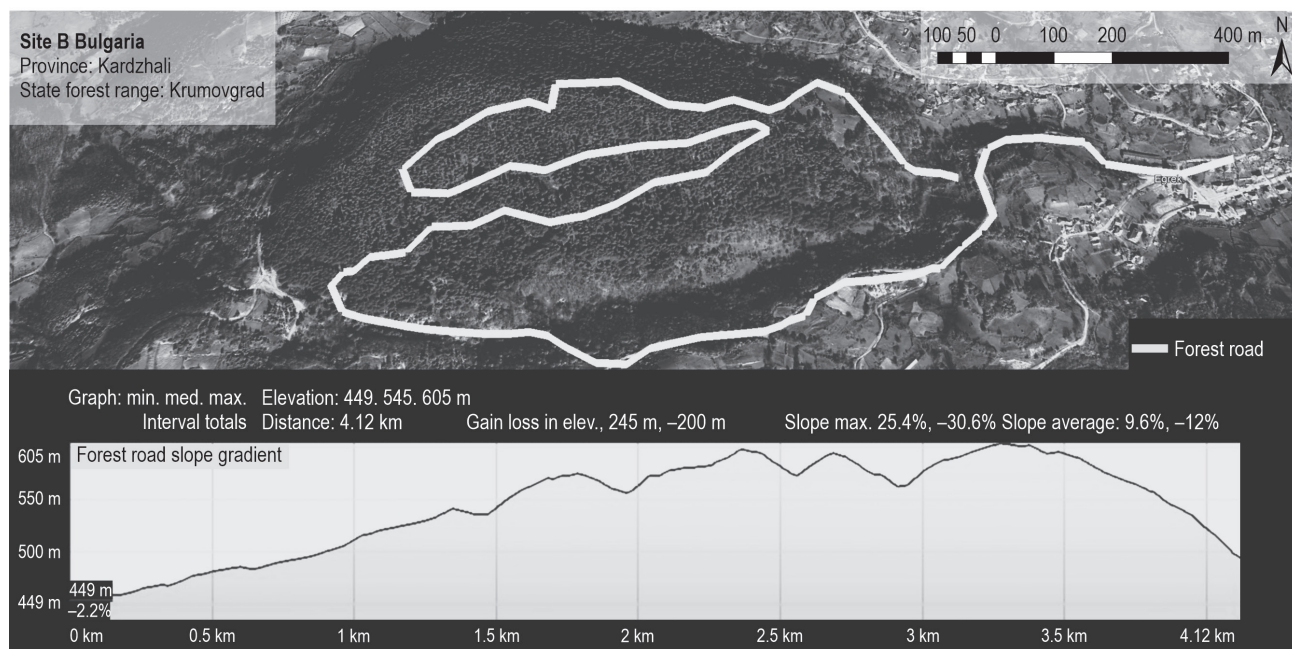 Site B Bulgaria
Province: Kardzhali
State forest range: Krumovgrad
100 50 0 100 200 400 m
N
Egrek
Forest road
Graph: min. med. max. Elevation: 449. 545. 605 m
Interval totals Distance: 4.12 km Gain loss in elev., 245 m, –200 m Slope max. 25.4%, –30.6% Slope average: 9.6%, –12%
Forest road slope gradient
605 m
550 m
500 m
449 m
449 m
–2.2%
0 km 0.5 km 1 km 1.5 km 2 km 2.5 km 3 km 3.5 km 4.12 km